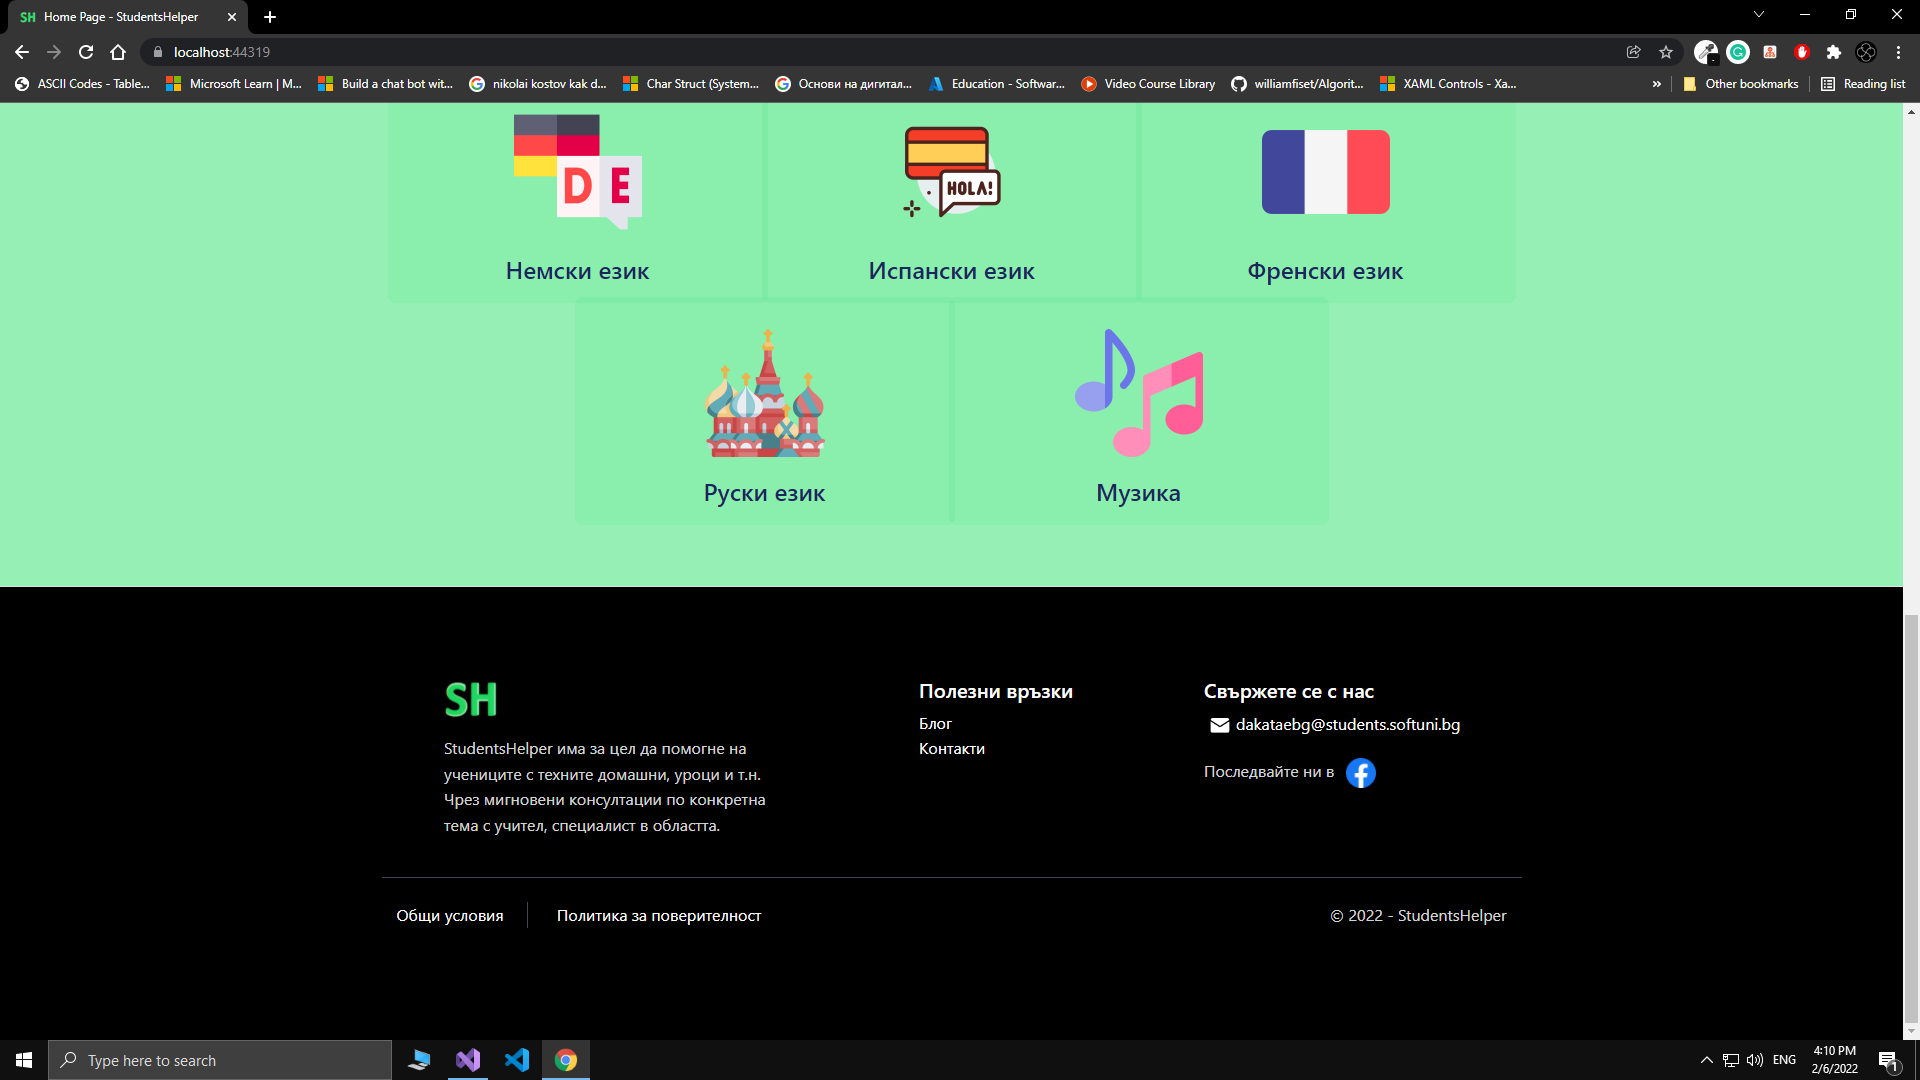 SH Home Page - StudentsHelper
localhost:44319
ASCII Codes - Table... Microsoft Learn | M... Build a chat bot wit... nikolai kostov kak d... Char Struct (System... Основи на дигитал... Education - Softwar... Video Course Library williamfiset/Algorit... XAML Controls - Xa... » Other bookmarks Reading list
DE
HOLA!
Немски език
Испански език
Френски език
Руски език
Музика
SH
StudentsHelper има за цел да помогне на
учениците с техните домашни, уроци и т.н.
Чрез мигновени консултации по конкретна
тема с учител, специалист в областта.
Полезни връзки
Блог
Контакти
Свържете се с нас
dakataebg@students.softuni.bg
Последвайте ни в
Общи условия
Политика за поверителност
© 2022 - StudentsHelper
Type here to search
ENG
4:10 PM
2/6/2022
1